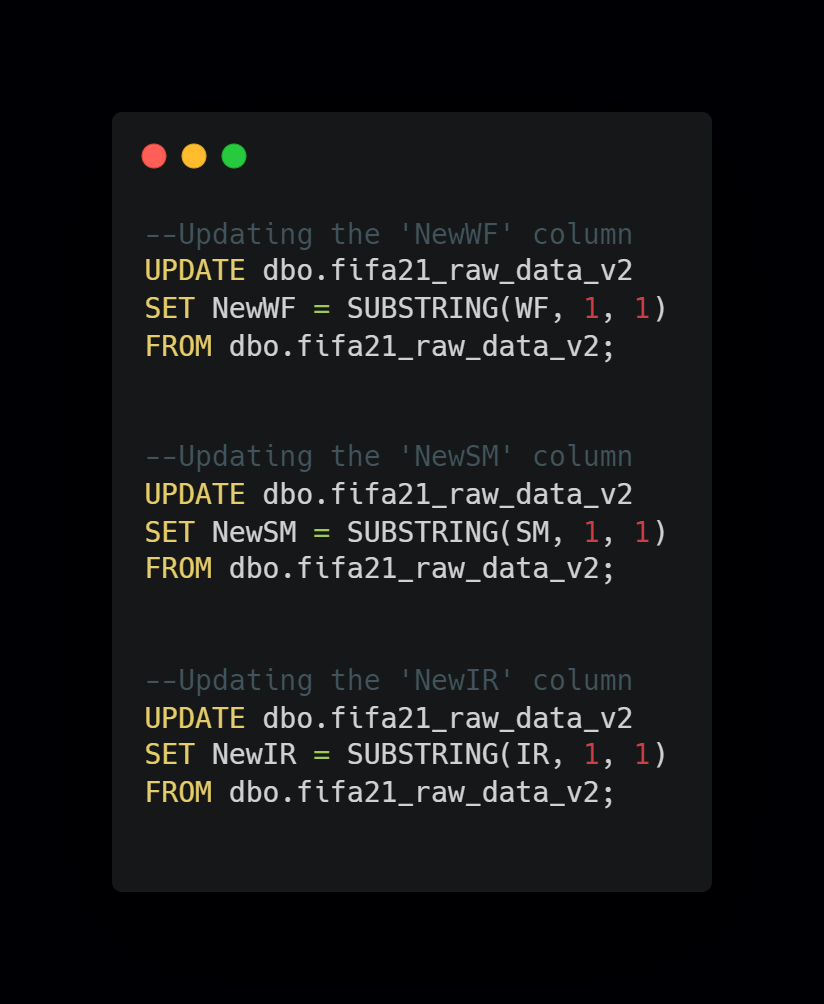 --Updating the 'NewWF' column
UPDATE dbo.fifa21_raw_data_v2
SET NewWF = SUBSTRING(WF, 1, 1)
FROM dbo.fifa21_raw_data_v2;
--Updating the 'NewSM' column
UPDATE dbo.fifa21_raw_data_v2
SET NewSM = SUBSTRING(SM, 1, 1)
FROM dbo.fifa21_raw_data_v2;
--Updating the 'NewIR' column
UPDATE dbo.fifa21_raw_data_v2
SET NewIR = SUBSTRING(IR, 1, 1)
FROM dbo.fifa21_raw_data_v2;